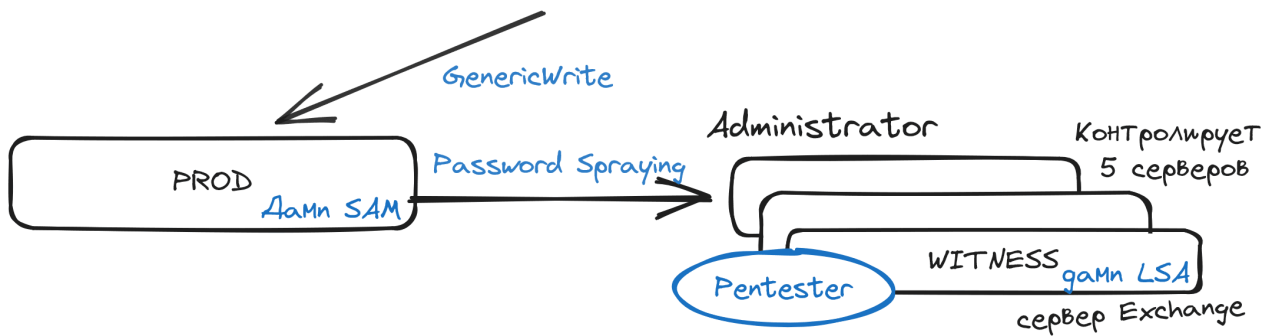 GenericWrite
Administrator
Контролирует
5 серверов
PROD
Дамп SAM
Password Spraying
WITNESS
дамп LSA
Pentester
сервер Exchange